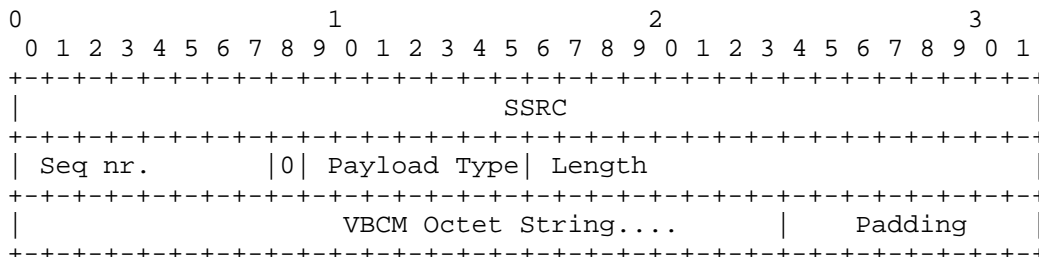 0                   1                   2                   3
 0 1 2 3 4 5 6 7 8 9 0 1 2 3 4 5 6 7 8 9 0 1 2 3 4 5 6 7 8 9 0 1
+-+-+-+-+-+-+-+-+-+-+-+-+-+-+-+-+-+-+-+-+-+-+-+-+-+-+-+-+-+-+-+-+
|                              SSRC                             |
+-+-+-+-+-+-+-+-+-+-+-+-+-+-+-+-+-+-+-+-+-+-+-+-+-+-+-+-+-+-+-+-+
| Seq nr.       |0| Payload Type| Length                        |
+-+-+-+-+-+-+-+-+-+-+-+-+-+-+-+-+-+-+-+-+-+-+-+-+-+-+-+-+-+-+-+-+
|                    VBCM Octet String....      |    Padding    |
+-+-+-+-+-+-+-+-+-+-+-+-+-+-+-+-+-+-+-+-+-+-+-+-+-+-+-+-+-+-+-+-+